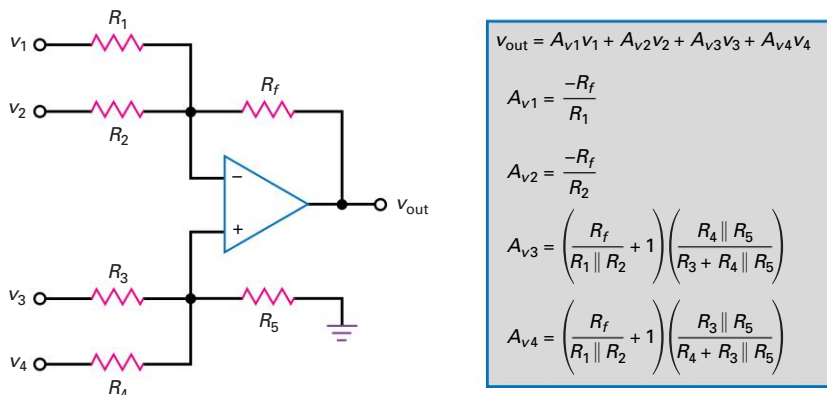 R1
v1
Rf
v2
R2
−
vout
+
R3
v3
R5
v4
R4
vout = Av1v1 + Av2v2 + Av3v3 + Av4v4
Av1 = −Rf / R1
Av2 = −Rf / R2
Av3 = (Rf / R1 ∥ R2 + 1) (R4 ∥ R5 / R3 + R4 ∥ R5)
Av4 = (Rf / R1 ∥ R2 + 1) (R3 ∥ R5 / R4 + R3 ∥ R5)